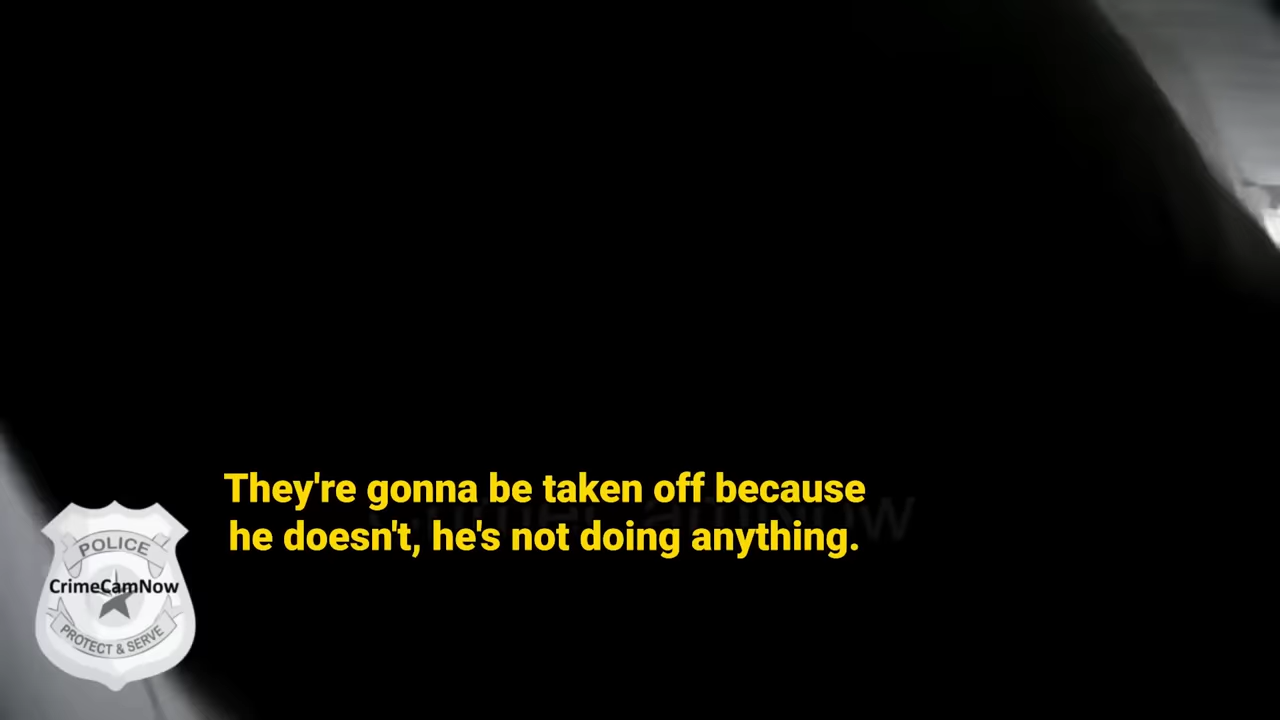 They're gonna be taken off because
he doesn't, he's not doing anything.
POLICE
CrimeCamNow
PROTECT & SERVE